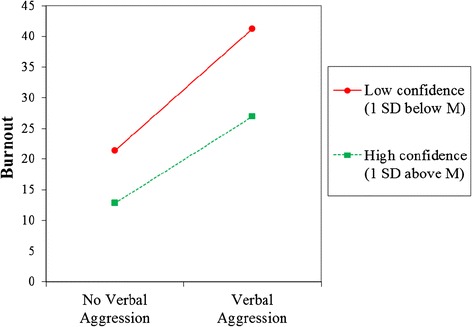 45
40
35
30
25
20
15
10
5
0
Burnout
No Verbal
Aggression
Verbal
Aggression
Low confidence
(1 SD below M)
High confidence
(1 SD above M)